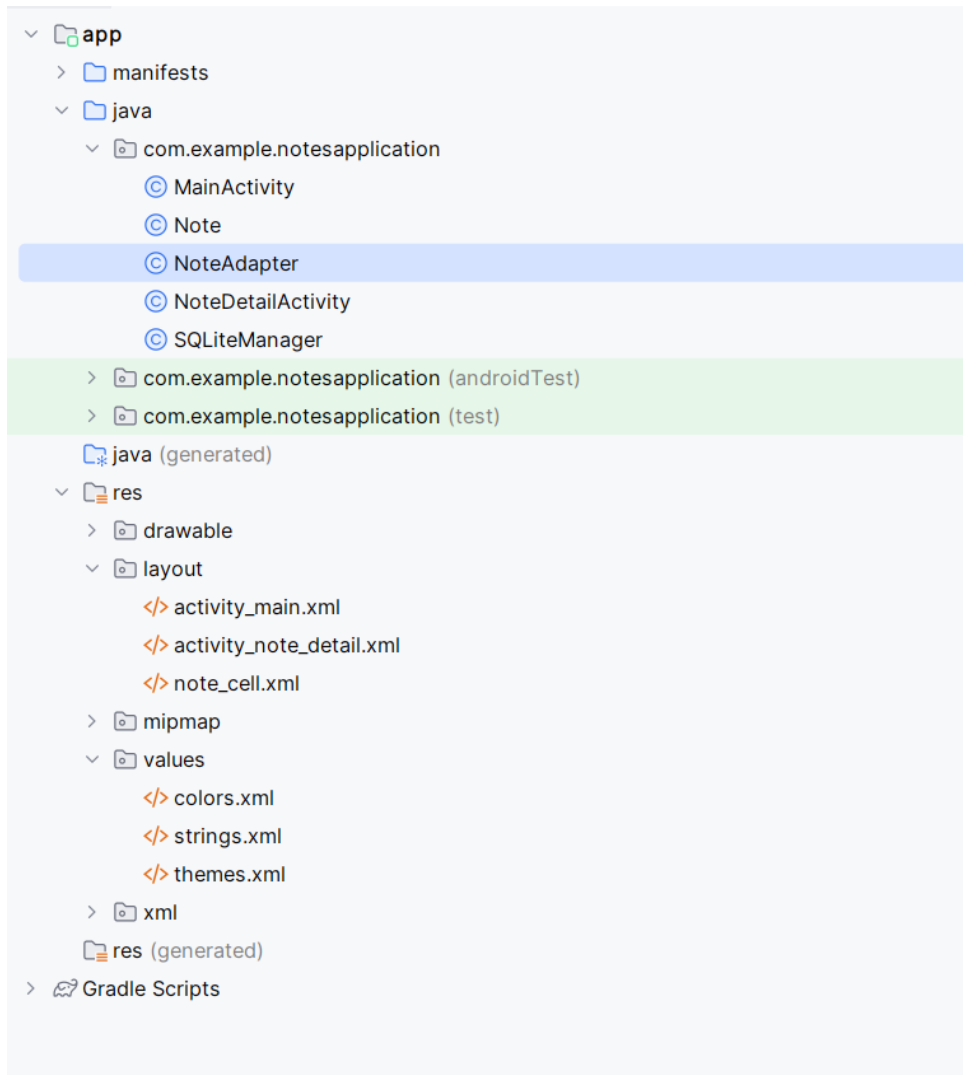 app
manifests
java
com.example.notesapplication
MainActivity
Note
NoteAdapter
NoteDetailActivity
SQLiteManager
com.example.notesapplication (androidTest)
com.example.notesapplication (test)
java (generated)
res
drawable
layout
activity_main.xml
activity_note_detail.xml
note_cell.xml
mipmap
values
colors.xml
strings.xml
themes.xml
xml
res (generated)
Gradle Scripts